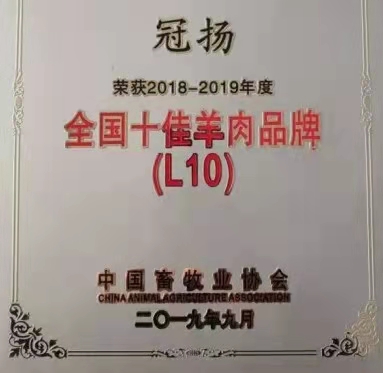 冠扬
荣获2018-2019年度
全国十佳羊肉品牌
(L10)
中国畜牧业协会
CHINA ANIMAL AGRICULTURE ASSOCIATION
二〇一九年九月